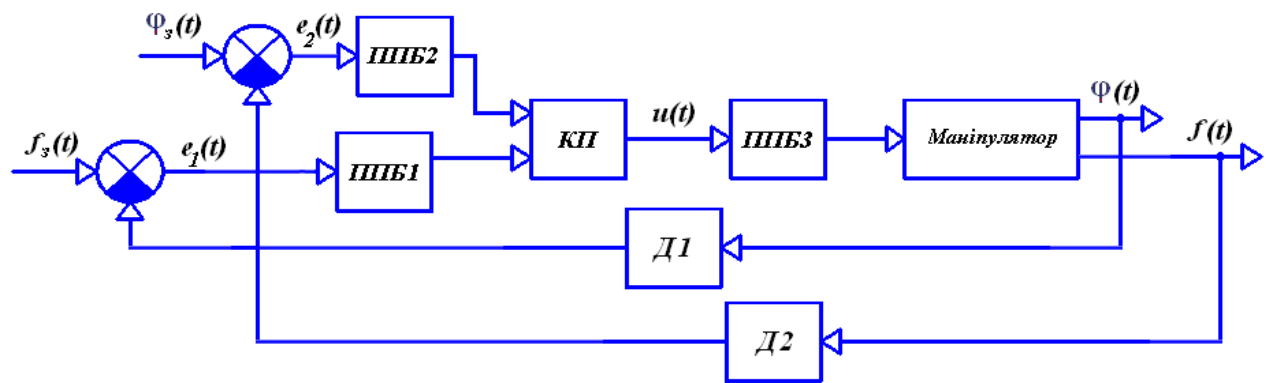 φз(t)
e2(t)
ППБ2
fз(t)
e1(t)
ППБ1
КП
u(t)
ППБ3
Маніпулятор
φ(t)
f(t)
Д1
Д2